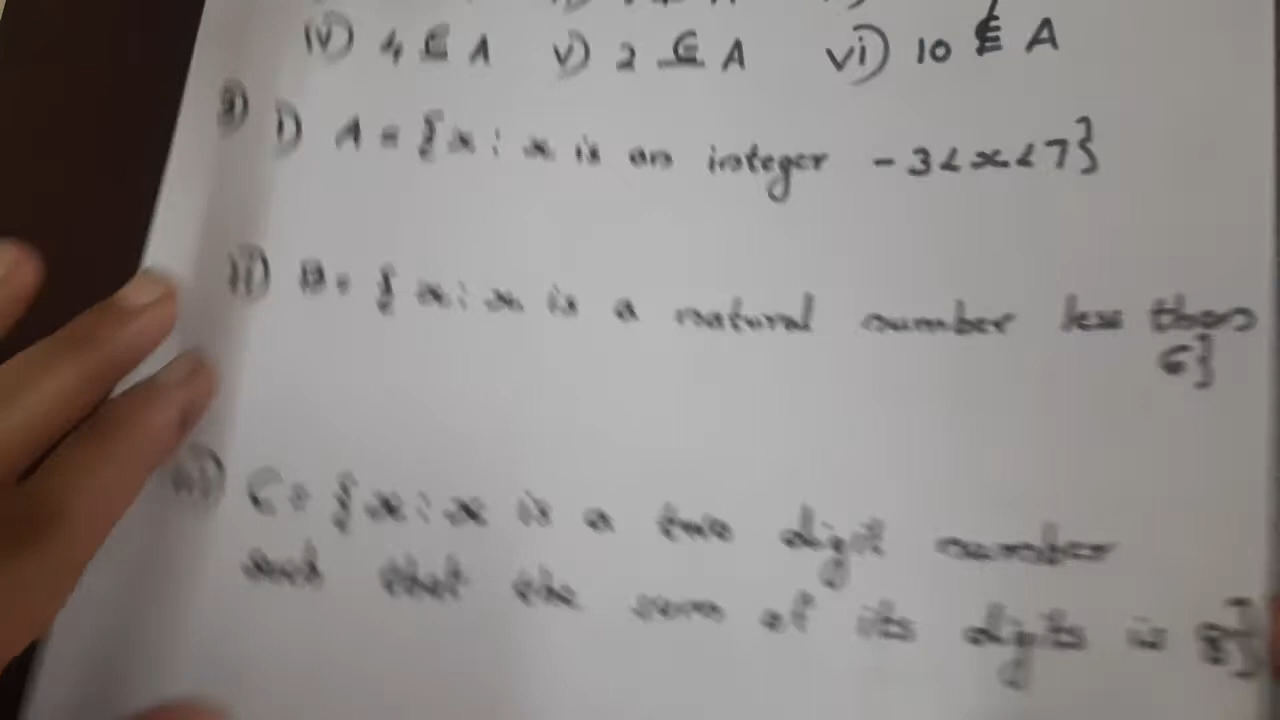 iv) 4 ∈ A v) 2 ∈ A vi) 10 ∉ A
i) A = {x : x is an integer -3<x<7}
ii) B = {x : x is a natural number less than
6}
iii) C = {x : x is a two digit number
such that the sum of its digits is 8}